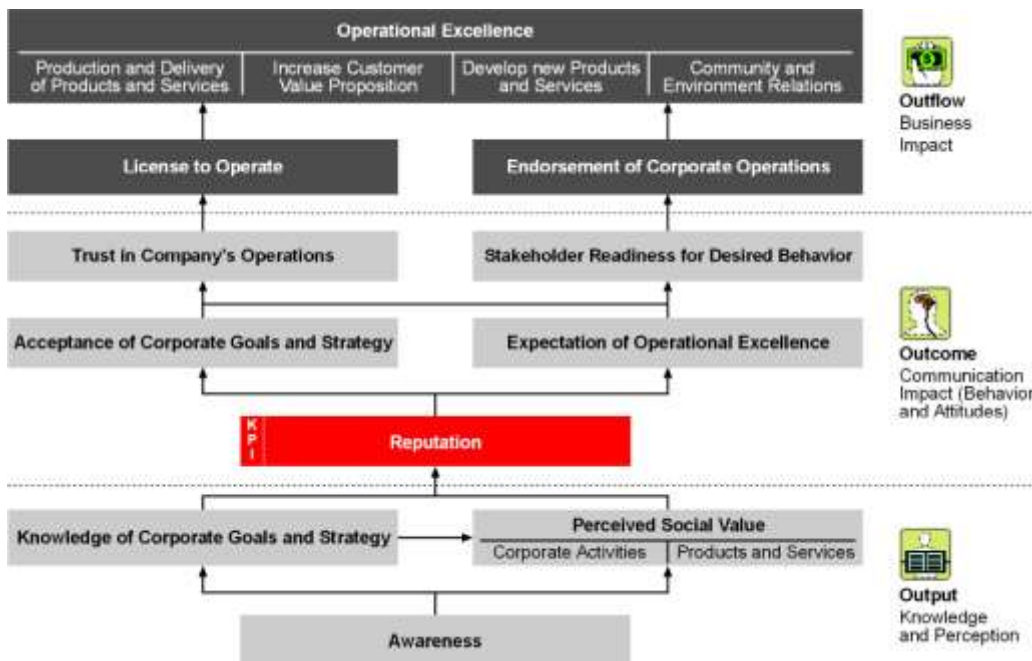 Operational Excellence
Production and Delivery
of Products and Services
Increase Customer
Value Proposition
Develop new Products
and Services
Community and
Environment Relations
Outflow
Business
Impact
License to Operate
Endorsement of Corporate Operations
Trust in Company's Operations
Stakeholder Readiness for Desired Behavior
Acceptance of Corporate Goals and Strategy
Expectation of Operational Excellence
Outcome
Communication
Impact (Behavior
and Attitudes)
KPI
Reputation
Knowledge of Corporate Goals and Strategy
Perceived Social Value
Corporate Activities
Products and Services
Output
Knowledge
and Perception
Awareness